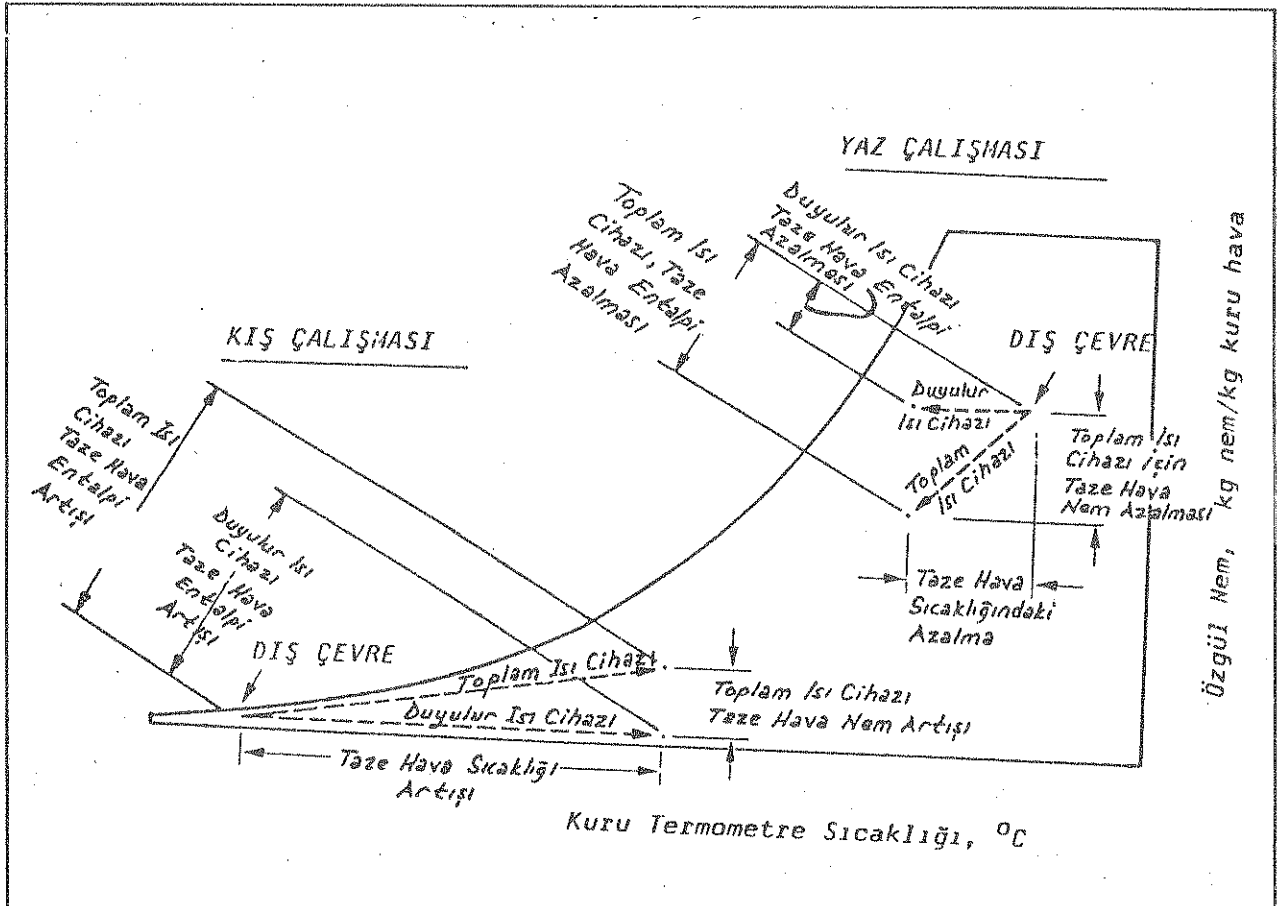 YAZ ÇALIŞMASI
Toplam Isı
Cihazı, Taze
Hava Entalpi
Azalması
Duyulur Isı Cihazı
Taze Hava Entalpi
Azalması
DIŞ ÇEVRE
Duyulur
Isı Cihazı
Toplam
Isı Cihazı
Toplam Isı
Cihazı için
Taze Hava
Nem Azalması
Taze Hava
Sıcaklığındaki
Azalma
Özgül Nem, kg nem/kg kuru hava
KIŞ ÇALIŞMASI
Toplam Isı
Cihazı
Taze Hava
Entalpi
Artışı
Duyulur Isı
Cihazı
Taze Hava
Entalpi
Artışı
DIŞ ÇEVRE
Toplam Isı Cihazı
Duyulur Isı Cihazı
Toplam Isı Cihazı
Taze Hava Nem Artışı
Taze Hava Sıcaklığı
Artışı
Kuru Termometre Sıcaklığı, °C